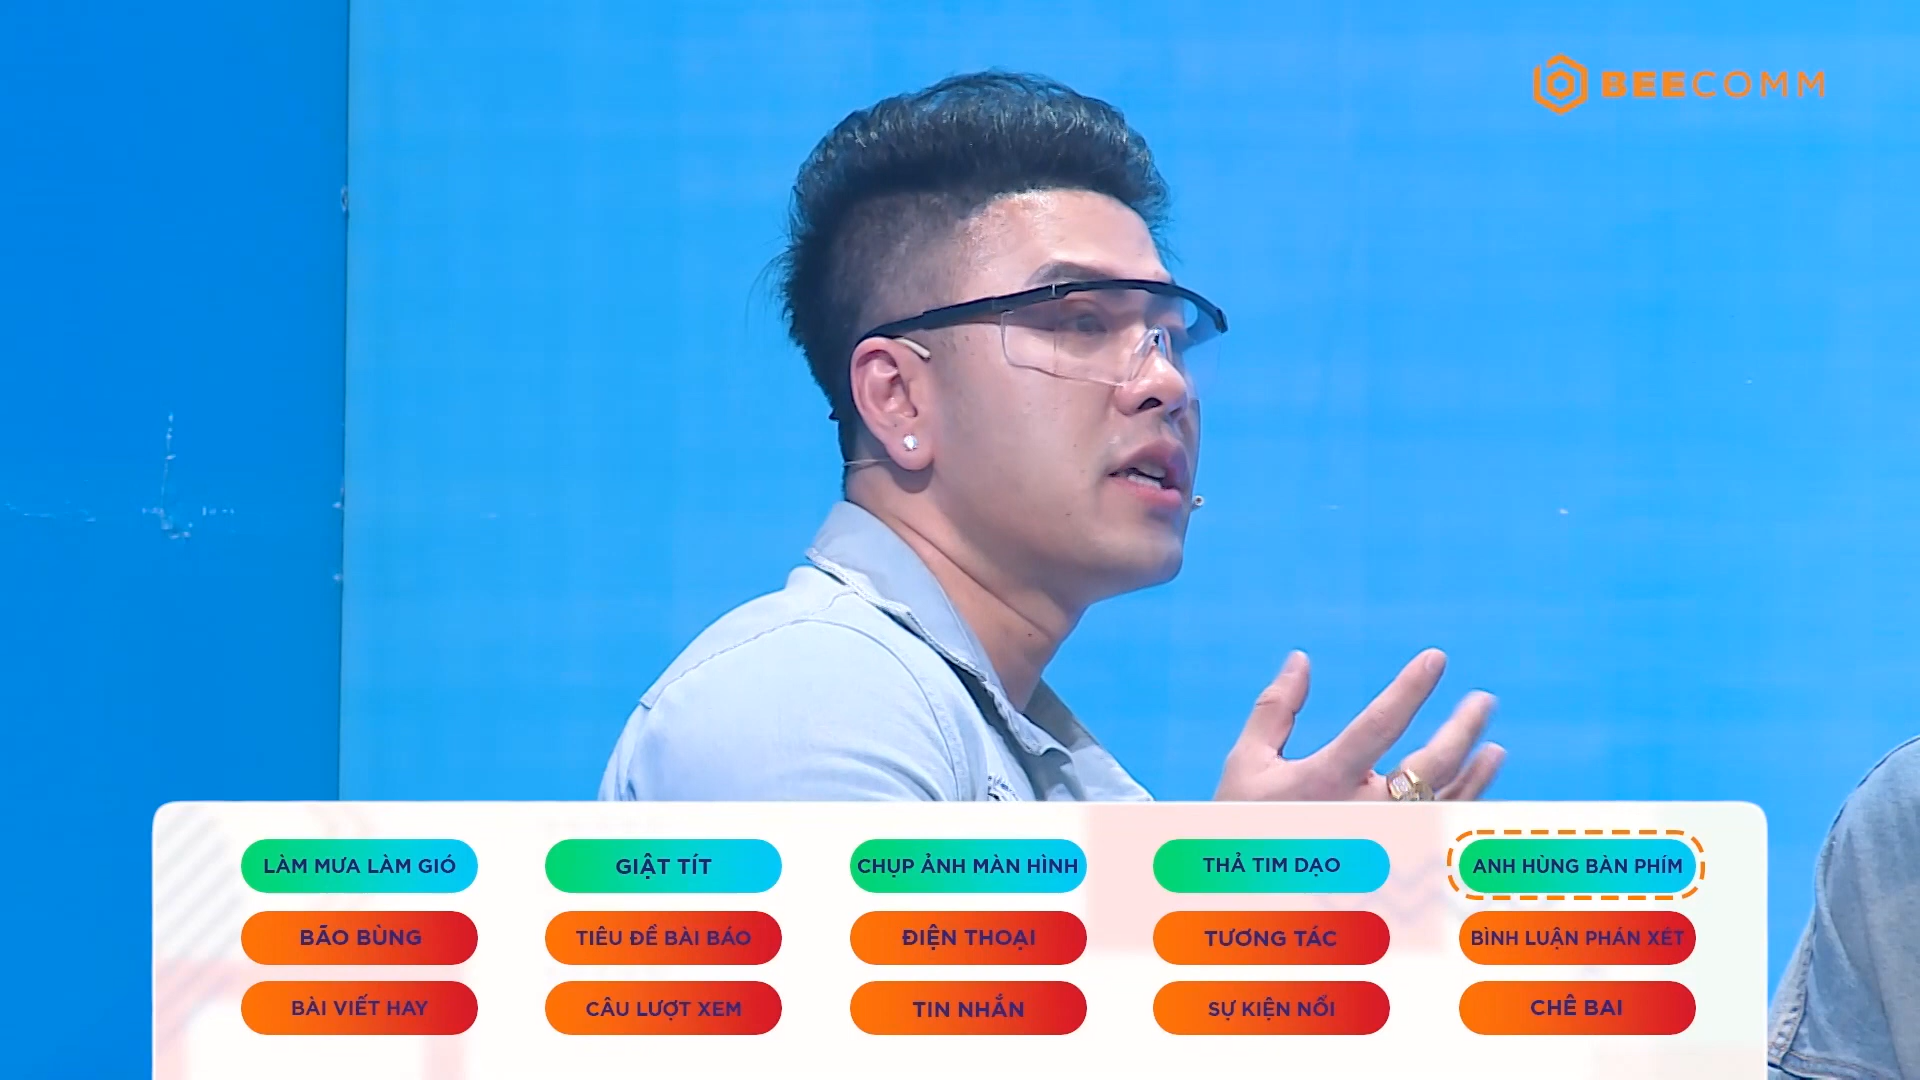 BEECOMM
LÀM MƯA LÀM GIÓ
GIẬT TÍT
CHỤP ẢNH MÀN HÌNH
THẢ TIM DẠO
ANH HÙNG BÀN PHÍM
BÃO BÙNG
TIÊU ĐỀ BÀI BÁO
ĐIỆN THOẠI
TƯƠNG TÁC
BÌNH LUẬN PHÁN XÉT
BÀI VIẾT HAY
CÂU LƯỢT XEM
TIN NHẮN
SỰ KIỆN NỔI
CHÊ BAI